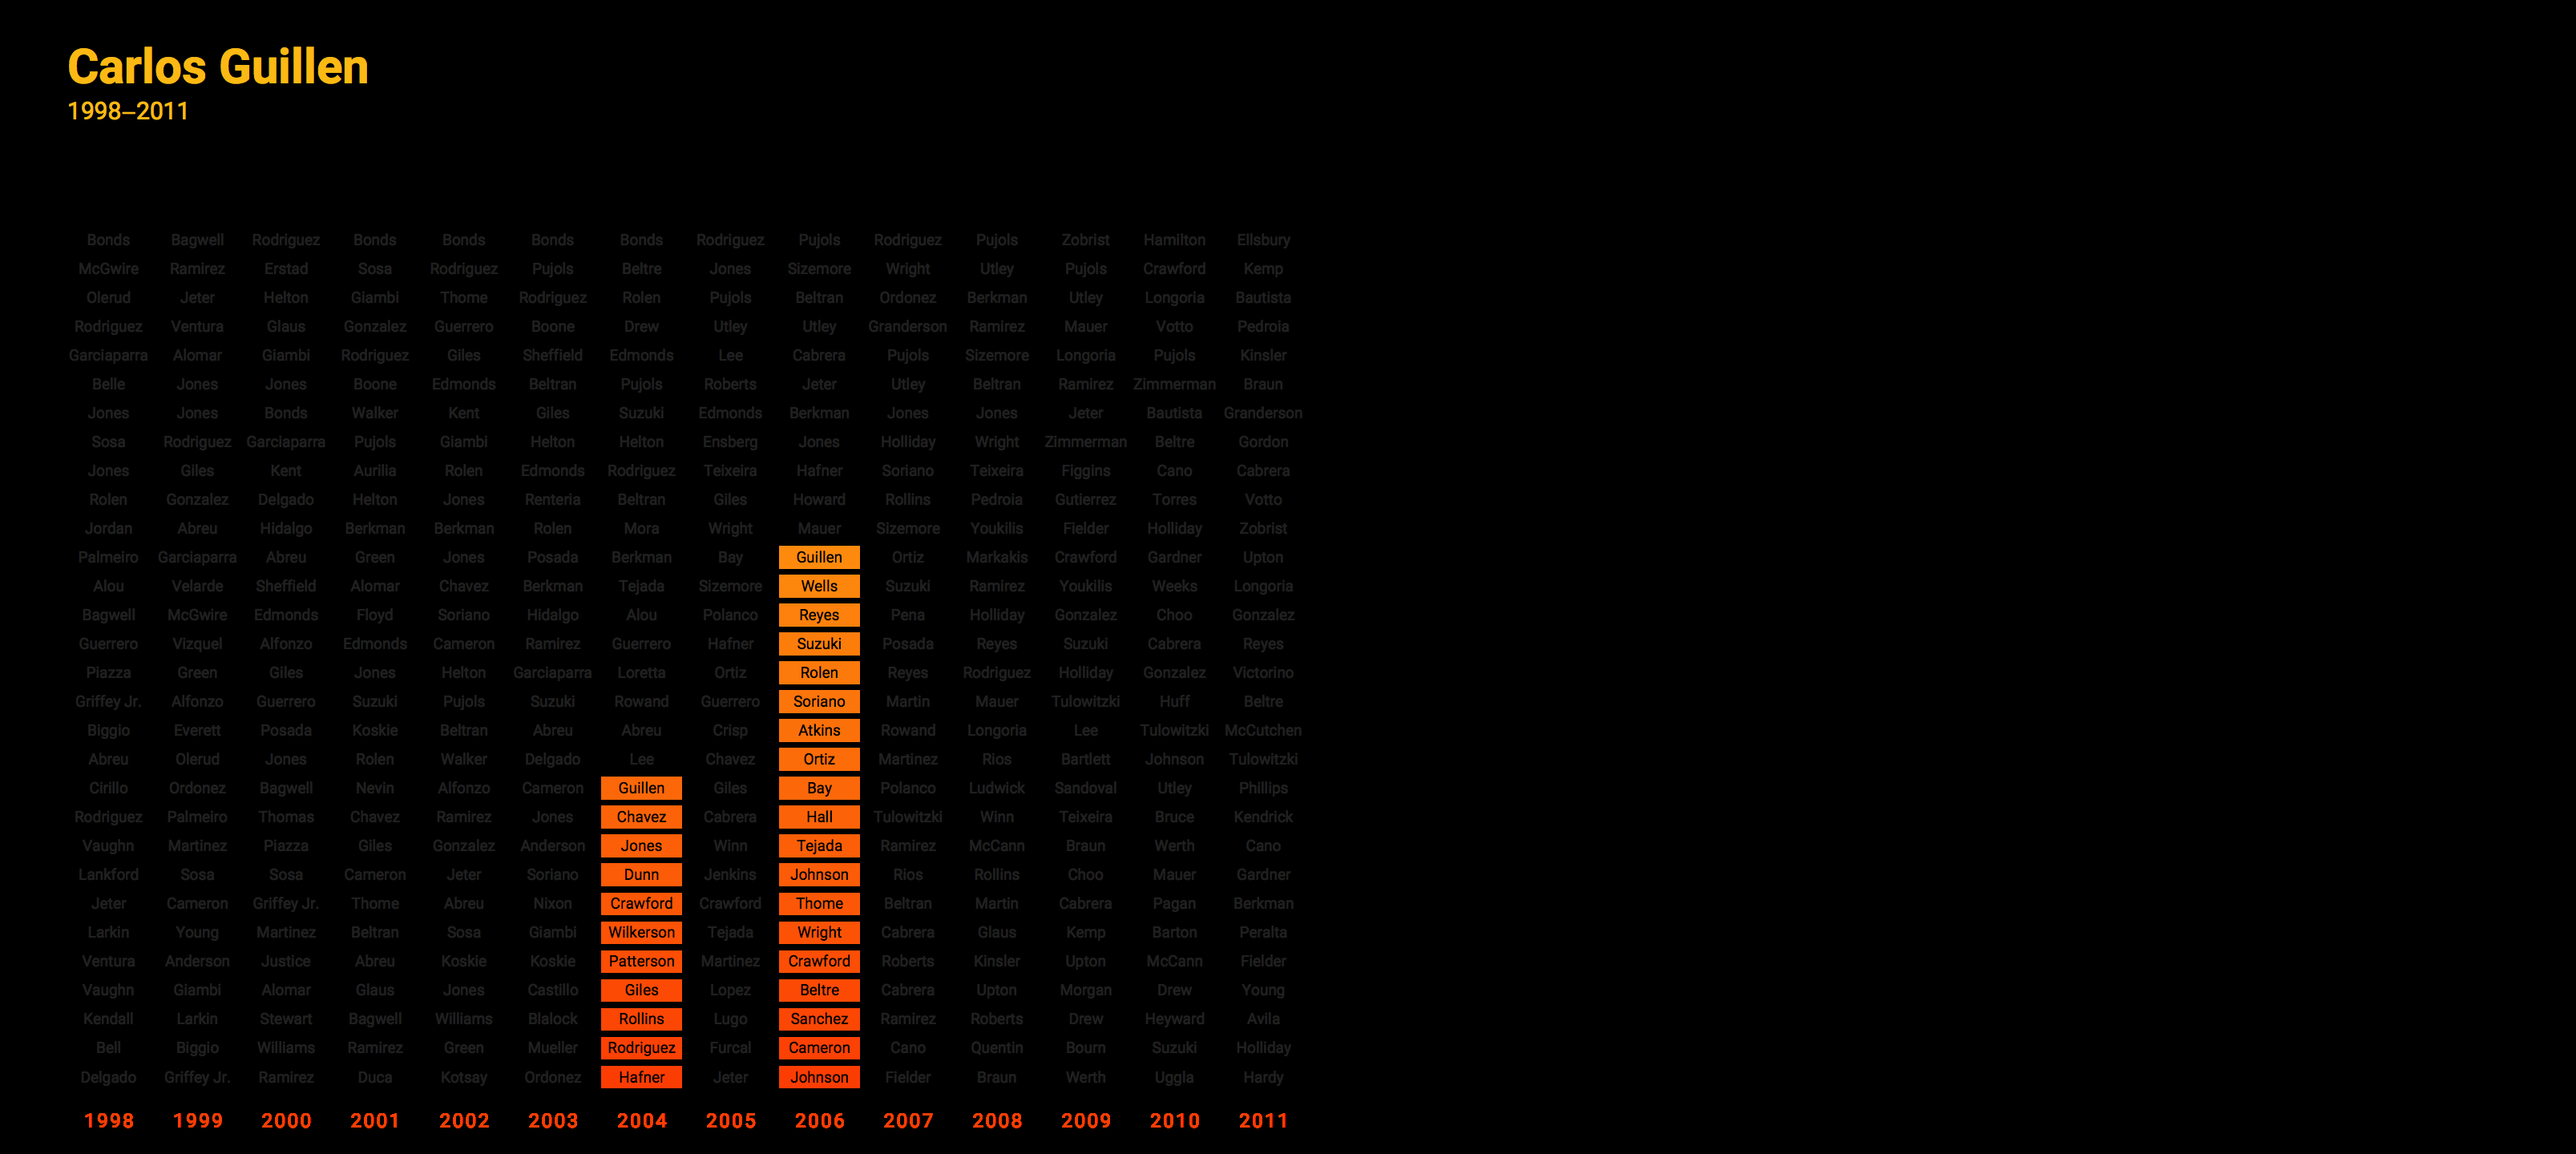 Carlos Guillen
1998–2011
Bonds Bagwell Rodriguez Bonds Bonds Bonds Bonds Rodriguez Pujols Rodriguez Pujols Zobrist Hamilton Ellsbury
McGwire Ramirez Erstad Sosa Rodriguez Pujols Beltre Jones Sizemore Wright Utley Pujols Crawford Kemp
Olerud Jeter Helton Giambi Thome Rodriguez Rolen Pujols Beltran Ordonez Berkman Utley Longoria Bautista
Rodriguez Ventura Glaus Gonzalez Guerrero Boone Drew Utley Utley Granderson Ramirez Mauer Votto Pedroia
Garciaparra Alomar Giambi Rodriguez Giles Sheffield Edmonds Lee Cabrera Pujols Sizemore Longoria Pujols Kinsler
Belle Jones Jones Boone Edmonds Beltran Pujols Roberts Jeter Utley Beltran Ramirez Zimmerman Braun
Jones Jones Bonds Walker Kent Giles Suzuki Edmonds Berkman Jones Jones Jeter Bautista Granderson
Sosa Rodriguez Garciaparra Pujols Giambi Helton Helton Ensberg Jones Holliday Wright Zimmerman Beltre Gordon
Jones Giles Kent Aurilia Rolen Edmonds Rodriguez Teixeira Hafner Soriano Teixeira Figgins Cano Cabrera
Rolen Gonzalez Delgado Helton Jones Renteria Beltran Giles Howard Rollins Pedroia Gutierrez Torres Votto
Jordan Abreu Hidalgo Berkman Berkman Rolen Mora Wright Mauer Sizemore Youkilis Fielder Holliday Zobrist
Palmeiro Garciaparra Abreu Green Jones Posada Berkman Bay Guillen Ortiz Markakis Crawford Gardner Upton
Alou Velarde Sheffield Alomar Chavez Berkman Tejada Sizemore Wells Suzuki Ramirez Youkilis Weeks Longoria
Bagwell McGwire Edmonds Floyd Soriano Hidalgo Alou Polanco Reyes Pena Holliday Gonzalez Choo Gonzalez
Guerrero Vizquel Alfonzo Edmonds Cameron Ramirez Guerrero Hafner Suzuki Posada Reyes Suzuki Cabrera Reyes
Piazza Green Giles Jones Helton Garciaparra Loretta Ortiz Rolen Reyes Rodriguez Holliday Gonzalez Victorino
Griffey Jr. Alfonzo Guerrero Suzuki Pujols Suzuki Rowand Guerrero Soriano Martin Mauer Tulowitzki Huff Beltre
Biggio Everett Posada Koskie Beltran Abreu Abreu Crisp Atkins Rowand Longoria Lee Tulowitzki McCutchen
Abreu Olerud Jones Rolen Walker Delgado Lee Chavez Ortiz Martinez Rios Bartlett Johnson Tulowitzki
Cirillo Ordonez Bagwell Nevin Alfonzo Cameron Guillen Giles Bay Polanco Ludwick Sandoval Utley Phillips
Rodriguez Palmeiro Thomas Chavez Ramirez Jones Chavez Cabrera Hall Tulowitzki Winn Teixeira Bruce Kendrick
Vaughn Martinez Piazza Giles Gonzalez Anderson Jones Winn Tejada Ramirez McCann Braun Werth Cano
Lankford Sosa Sosa Cameron Jeter Soriano Dunn Jenkins Johnson Rios Rollins Choo Mauer Gardner
Jeter Cameron Griffey Jr. Thome Abreu Nixon Crawford Crawford Thome Beltran Martin Cabrera Pagan Berkman
Larkin Young Martinez Beltran Sosa Giambi Wilkerson Tejada Wright Cabrera Glaus Kemp Barton Peralta
Ventura Anderson Justice Abreu Koskie Koskie Patterson Martinez Crawford Roberts Kinsler Upton McCann Fielder
Vaughn Giambi Alomar Glaus Jones Castillo Giles Lopez Beltre Cabrera Upton Morgan Drew Young
Kendall Larkin Stewart Bagwell Williams Blalock Rollins Lugo Sanchez Ramirez Roberts Drew Heyward Avila
Bell Biggio Williams Ramirez Green Mueller Rodriguez Furcal Cameron Cano Quentin Bourn Suzuki Holliday
Delgado Griffey Jr. Ramirez Duca Kotsay Ordonez Hafner Jeter Johnson Fielder Braun Werth Uggla Hardy
1998 1999 2000 2001 2002 2003 2004 2005 2006 2007 2008 2009 2010 2011